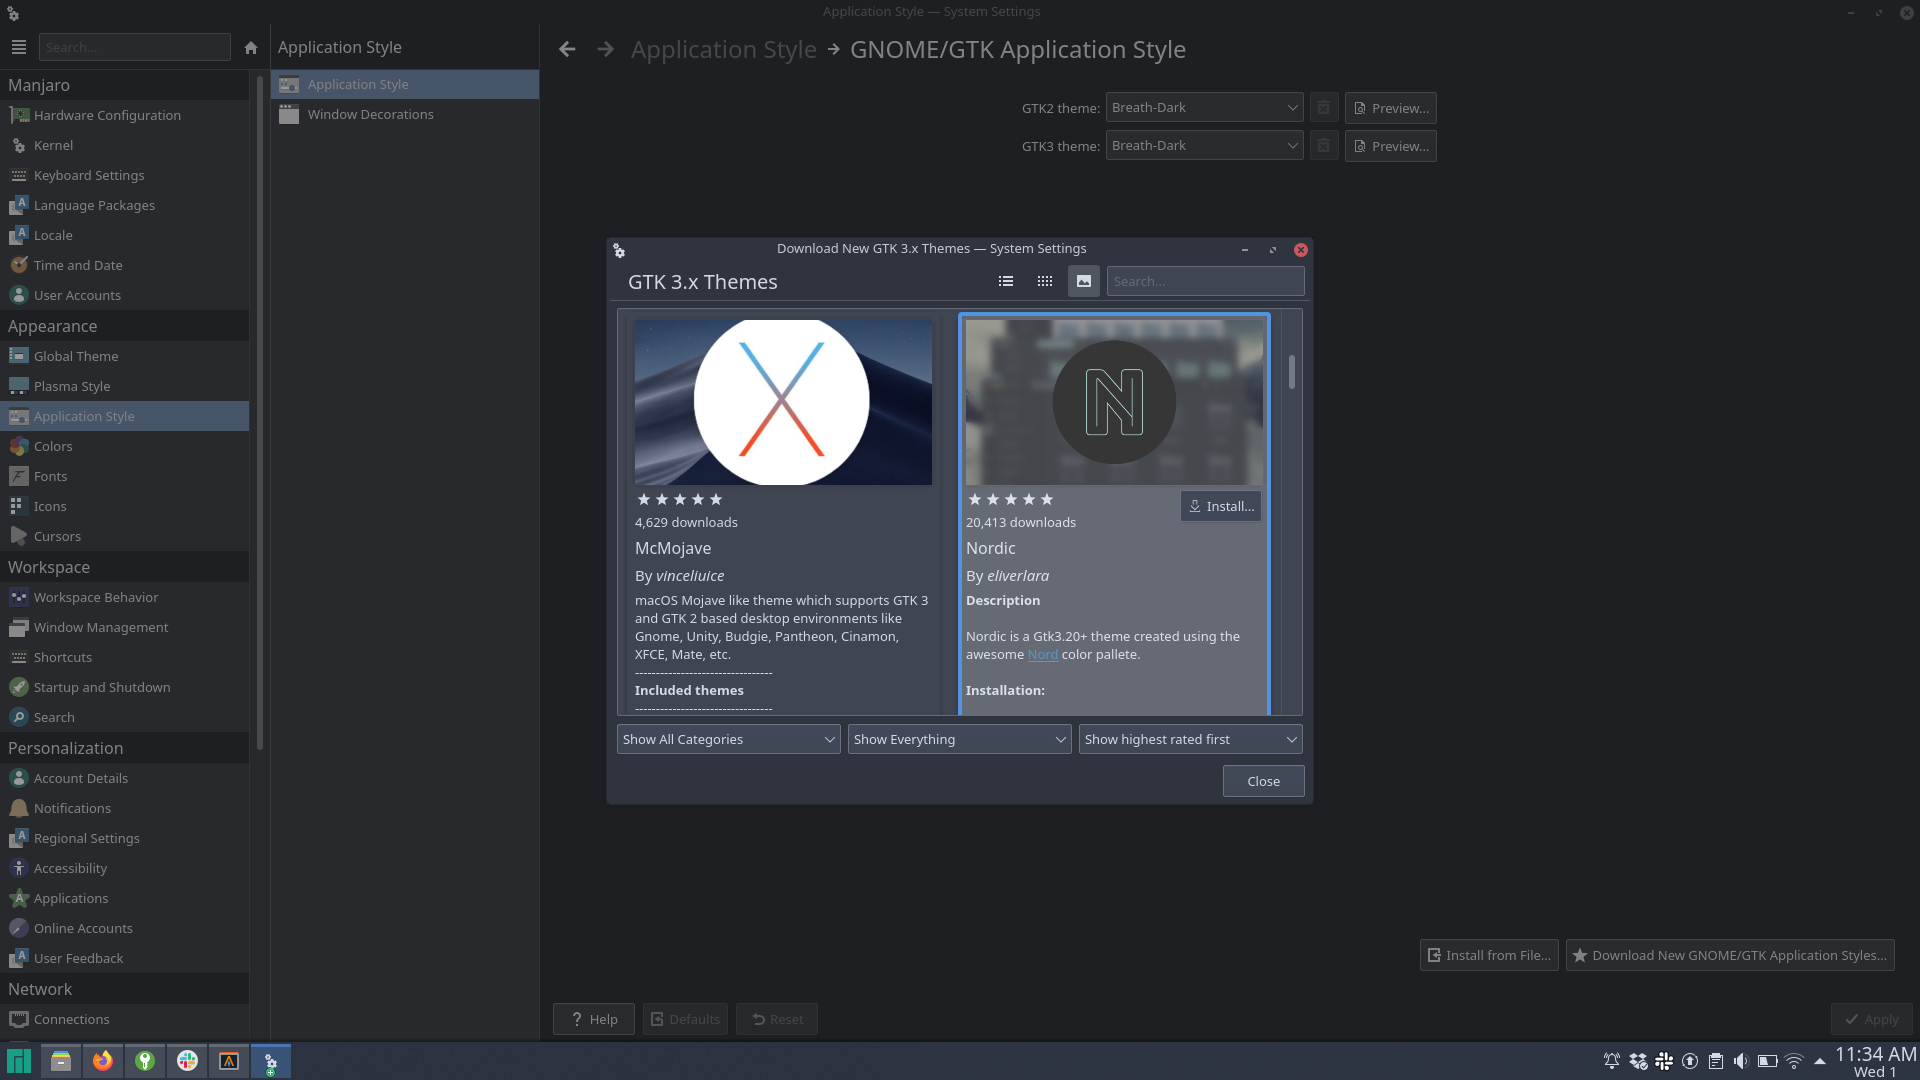 Application Style — System Settings
Search...
Application Style
Application Style
GNOME/GTK Application Style
Manjaro
Hardware Configuration
Kernel
Keyboard Settings
Language Packages
Locale
Time and Date
User Accounts
Appearance
Global Theme
Plasma Style
Application Style
Colors
Fonts
Icons
Cursors
Workspace
Workspace Behavior
Window Management
Shortcuts
Startup and Shutdown
Search
Personalization
Account Details
Notifications
Regional Settings
Accessibility
Applications
Online Accounts
User Feedback
Network
Connections
Application Style
Window Decorations
GTK2 theme:
Breath-Dark
Preview...
GTK3 theme:
Breath-Dark
Preview...
Download New GTK 3.x Themes — System Settings
GTK 3.x Themes
Search...
4,629 downloads
McMojave
By vinceliuice
macOS Mojave like theme which supports GTK 3
and GTK 2 based desktop environments like
Gnome, Unity, Budgie, Pantheon, Cinamon,
XFCE, Mate, etc.
---------------------------------
Included themes
---------------------------------
N
Install...
20,413 downloads
Nordic
By eliverlara
Description
Nordic is a Gtk3.20+ theme created using the
awesome Nord color pallete.
Installation:
Show All Categories
Show Everything
Show highest rated first
Close
Install from File...
Download New GNOME/GTK Application Styles...
Help
Defaults
Reset
Apply
11:34 AM
Wed 1